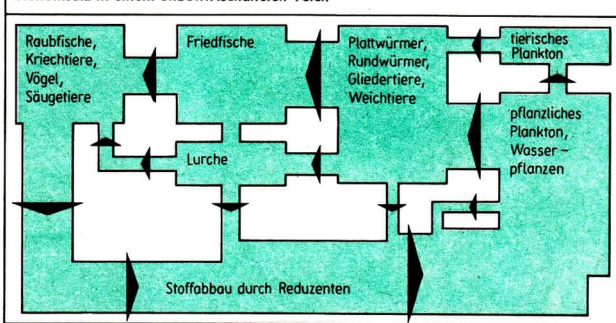 Raubfische,
Kriechtiere,
Vögel,
Säugetiere
Friedfische
Plattwürmer,
Rundwürmer,
Gliedertiere,
Weichtiere
tierisches
Plankton
pflanzliches
Plankton,
Wasser-
pflanzen
Lurche
Stoffabbau durch Reduzenten